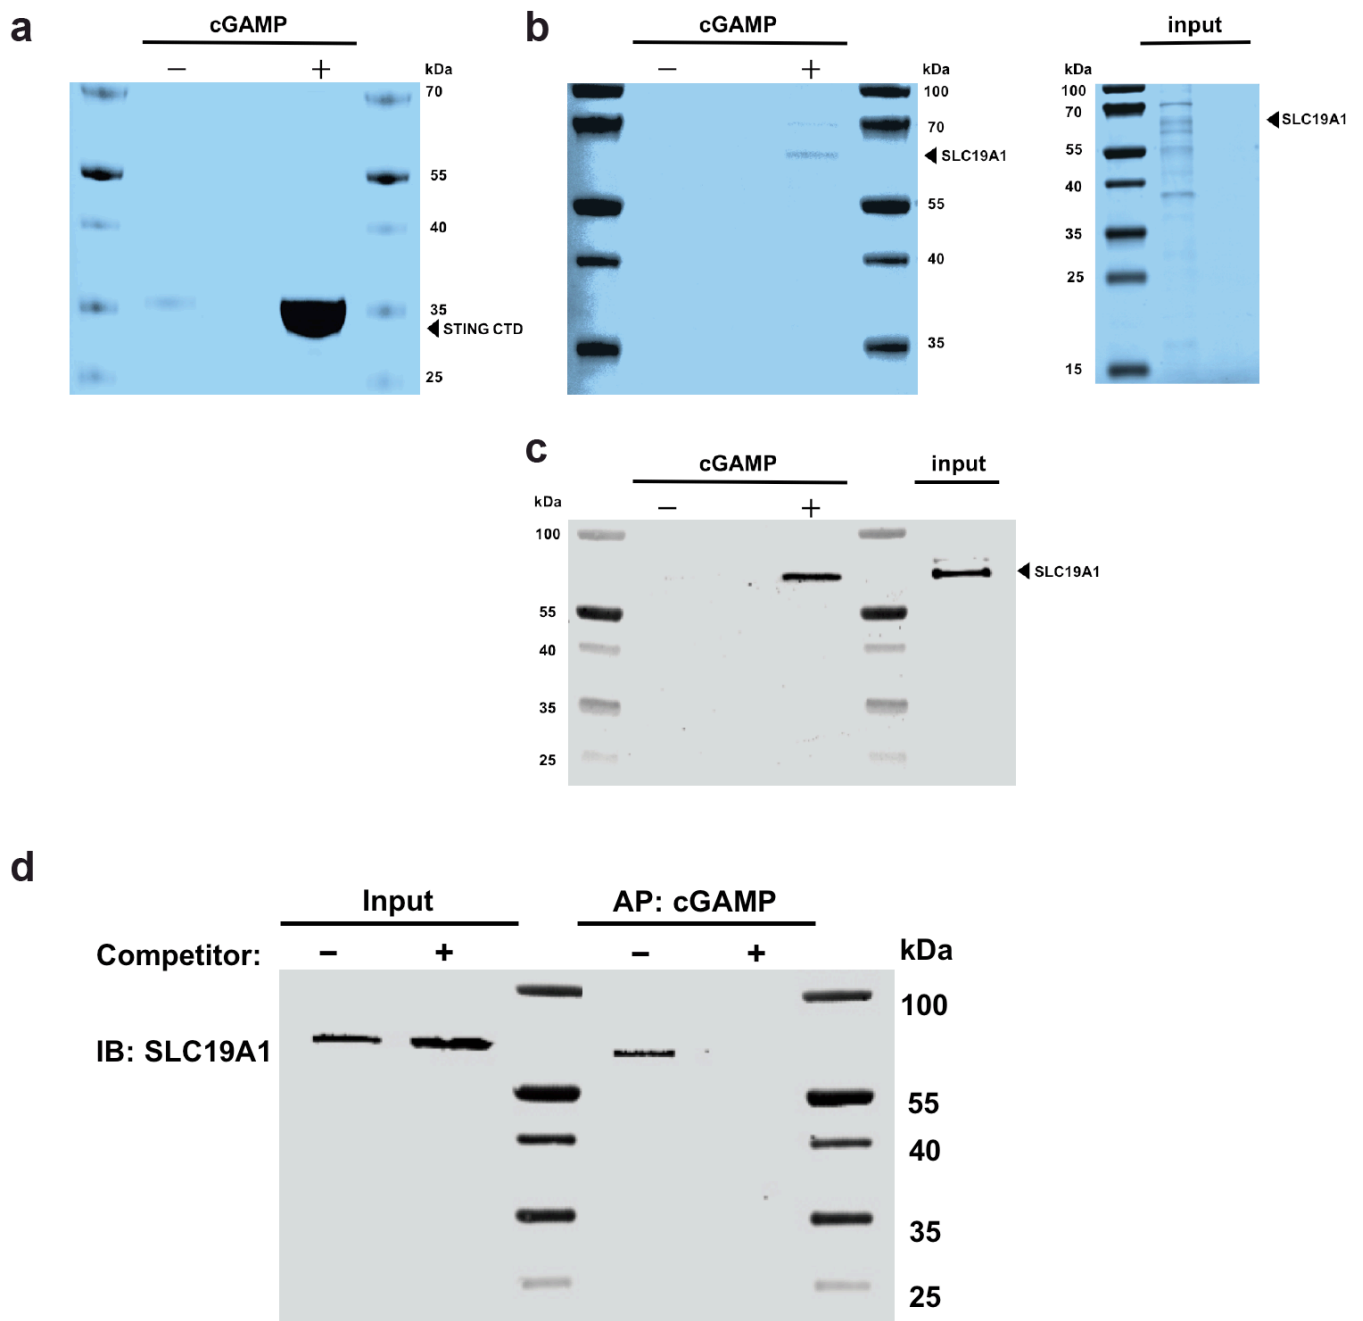 a
cGAMP
− +
kDa
70
55
40
35
STING CTD
25
b
cGAMP
− +
kDa
100
70
SLC19A1
55
40
35
input
kDa
100
70
SLC19A1
55
40
35
25
15
c
cGAMP
input
kDa
− +
100
SLC19A1
55
40
35
25
d
Input
AP: cGAMP
Competitor: − + − + kDa
100
IB: SLC19A1
55
40
35
25